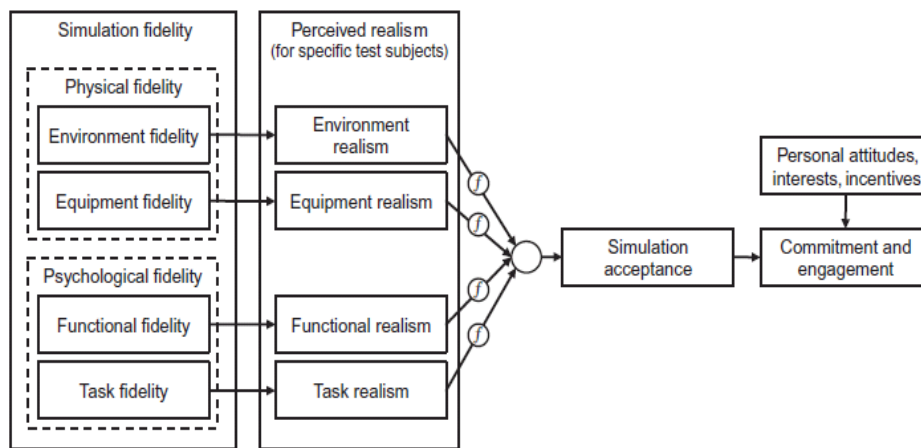 Simulation fidelity
Perceived realism
(for specific test subjects)
Physical fidelity
Environment fidelity
Environment
realism
Equipment fidelity
Equipment realism
Psychological fidelity
Functional fidelity
Functional realism
Task fidelity
Task realism
f
f
f
f
Simulation
acceptance
Personal attitudes,
interests, incentives
Commitment and
engagement